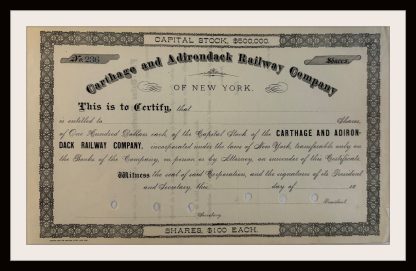 CAPITAL STOCK, $500,000.
No. 236 Shares.
Carthage and Adirondack Railway Company
OF NEW YORK.
This is to Certify, that
is entitled to Shares,
of One Hundred Dollars each of the Capital Stock of the CARTHAGE AND ADIRON-
DACK RAILWAY COMPANY, incorporated under the laws of New York, transferable only on
the Books of the Company, in person or by Attorney, on surrender of this Certificate.
Witness the seal of said Corporation, and the signatures of its President
and Secretary, this day of 18
President.
Secretary.
SHARES, $100 EACH.